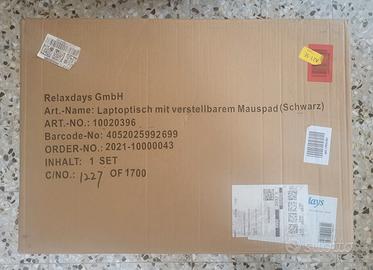 Relaxdays GmbH
Art.-Name: Laptoptisch mit verstellbarem Mauspad(Schwarz)
ART.-NO.: 10020396
Barcode-No: 4052025992699
ORDER-NO.: 2021-10000043
INHALT: 1 SET
C/NO.: 1227 OF 1700
subito